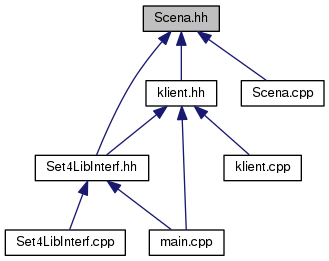 Scena.hh
klient.hh
Scena.cpp
Set4LibInterf.hh
klient.cpp
Set4LibInterf.cpp
main.cpp